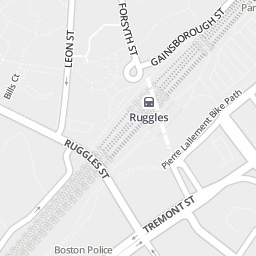 Par
GAINSBOROUGH ST
FORSYTH ST
LEON ST
Bills Ct
Ruggles
Pierre Lallement Bike Path
RUGGLES ST
TREMONT ST
Boston Police